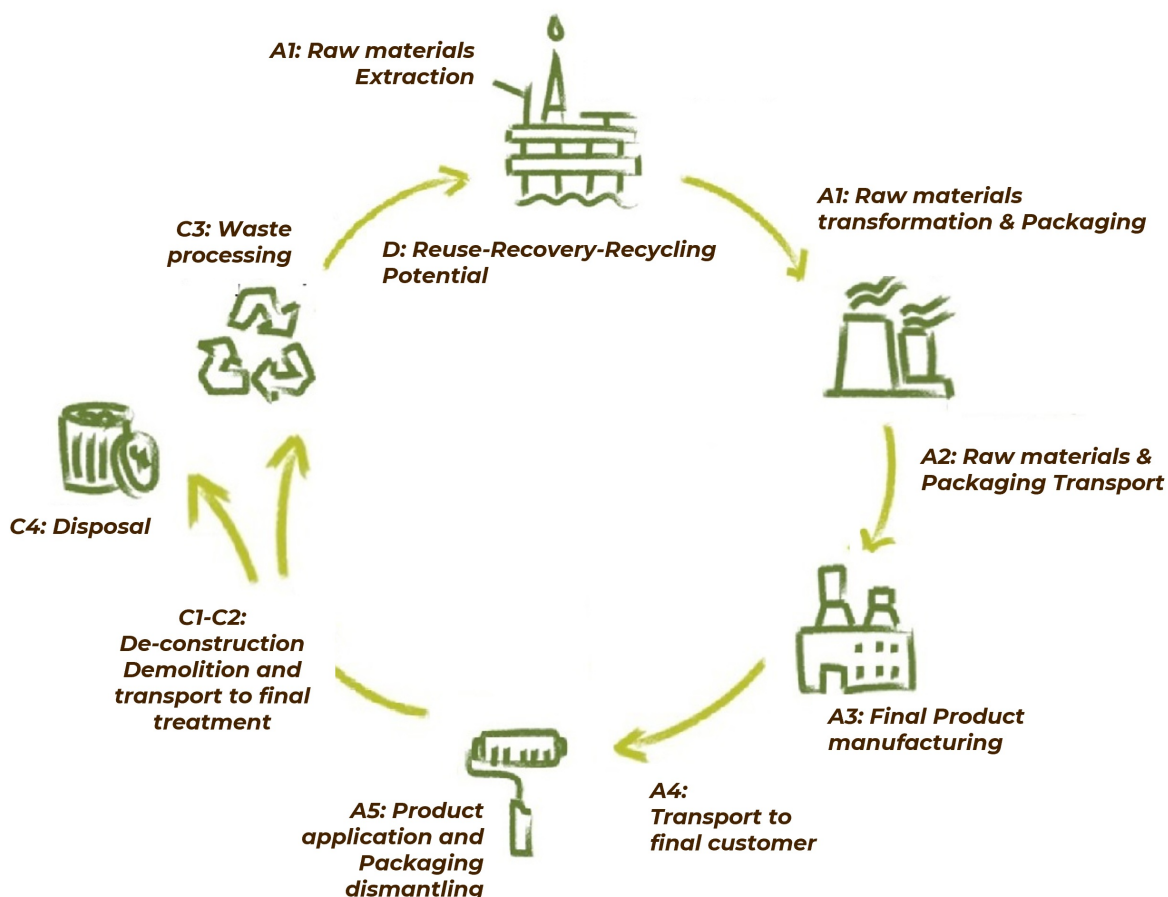 A1: Raw materials
Extraction
A1: Raw materials
transformation & Packaging
C3: Waste
processing
D: Reuse-Recovery-Recycling
Potential
A2: Raw materials &
Packaging Transport
C4: Disposal
C1-C2:
De-construction
Demolition and
transport to final
treatment
A3: Final Product
manufacturing
A4:
Transport to
final customer
A5: Product
application and
Packaging
dismantling